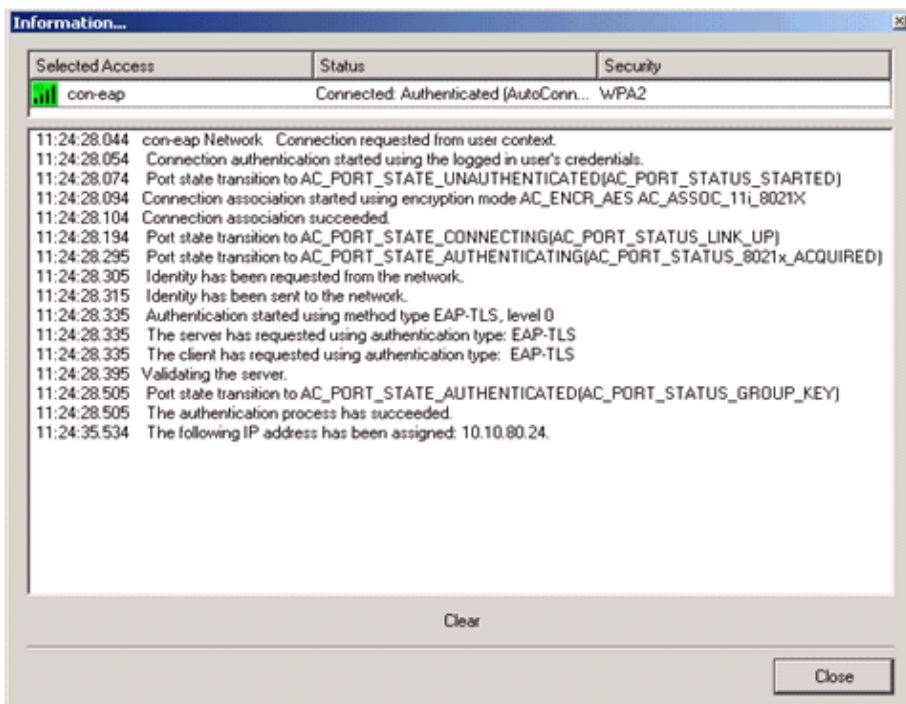 Information...
Selected Access Status Security
con-eap Connected: Authenticated (AutoConn... WPA2
11:24:28.044 con-eap Network Connection requested from user context.
11:24:28.054 Connection authentication started using the logged in user's credentials.
11:24:28.074 Port state transition to AC_PORT_STATE_UNAUTHENTICATED(AC_PORT_STATUS_STARTED)
11:24:28.094 Connection association started using encryption mode AC_ENCR_AES AC_ASSOC_11i_8021X
11:24:28.104 Connection association succeeded.
11:24:28.194 Port state transition to AC_PORT_STATE_CONNECTING(AC_PORT_STATUS_LINK_UP)
11:24:28.295 Port state transition to AC_PORT_STATE_AUTHENTICATING(AC_PORT_STATUS_8021x_ACQUIRED)
11:24:28.305 Identity has been requested from the network.
11:24:28.315 Identity has been sent to the network.
11:24:28.335 Authentication started using method type EAP-TLS, level 0
11:24:28.335 The server has requested using authentication type: EAP-TLS
11:24:28.335 The client has requested using authentication type: EAP-TLS
11:24:28.395 Validating the server.
11:24:28.505 Port state transition to AC_PORT_STATE_AUTHENTICATED(AC_PORT_STATUS_GROUP_KEY)
11:24:28.505 The authentication process has succeeded.
11:24:35.534 The following IP address has been assigned: 10.10.80.24.
Clear
Close